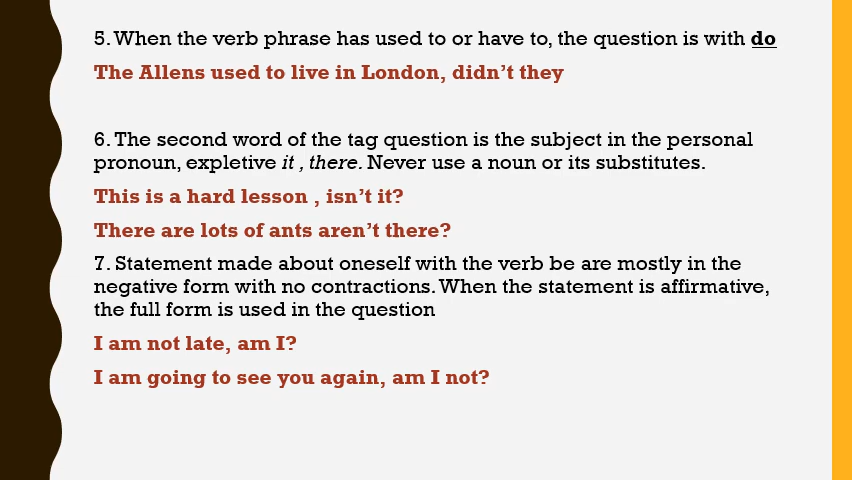 5. When the verb phrase has used to or have to, the question is with do
The Allens used to live in London, didn’t they
6. The second word of the tag question is the subject in the personal
pronoun, expletive it , there. Never use a noun or its substitutes.
This is a hard lesson , isn’t it?
There are lots of ants aren’t there?
7. Statement made about oneself with the verb be are mostly in the
negative form with no contractions. When the statement is affirmative,
the full form is used in the question
I am not late, am I?
I am going to see you again, am I not?